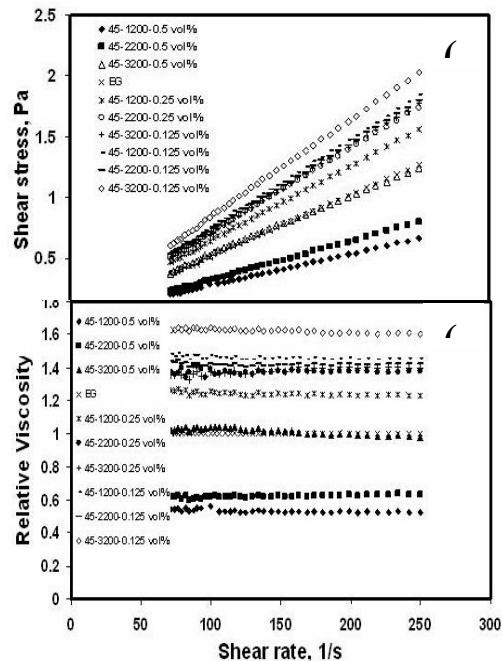 45-1200-0.5 vol%
45-2200-0.5 vol%
45-3200-0.5 vol%
EG
45-1200-0.25 vol%
45-2200-0.25 vol%
45-3200-0.125 vol%
45-1200-0.125 vol%
45-2200-0.125 vol%
45-3200-0.125 vol%
Shear stress, Pa
2.5
2
1.5
1
0.5
45-1200-0.5 vol%
45-2200-0.5 vol%
45-3200-0.5 vol%
EG
45-1200-0.25 vol%
45-2200-0.25 vol%
45-3200-0.25 vol%
45-1200-0.125 vol%
45-2200-0.125 vol%
45-3200-0.125 vol%
Relative Viscosity
1.6
1.4
1.2
1
0.8
0.6
0.4
0.2
0
0 50 100 150 200 250 300
Shear rate, 1/s